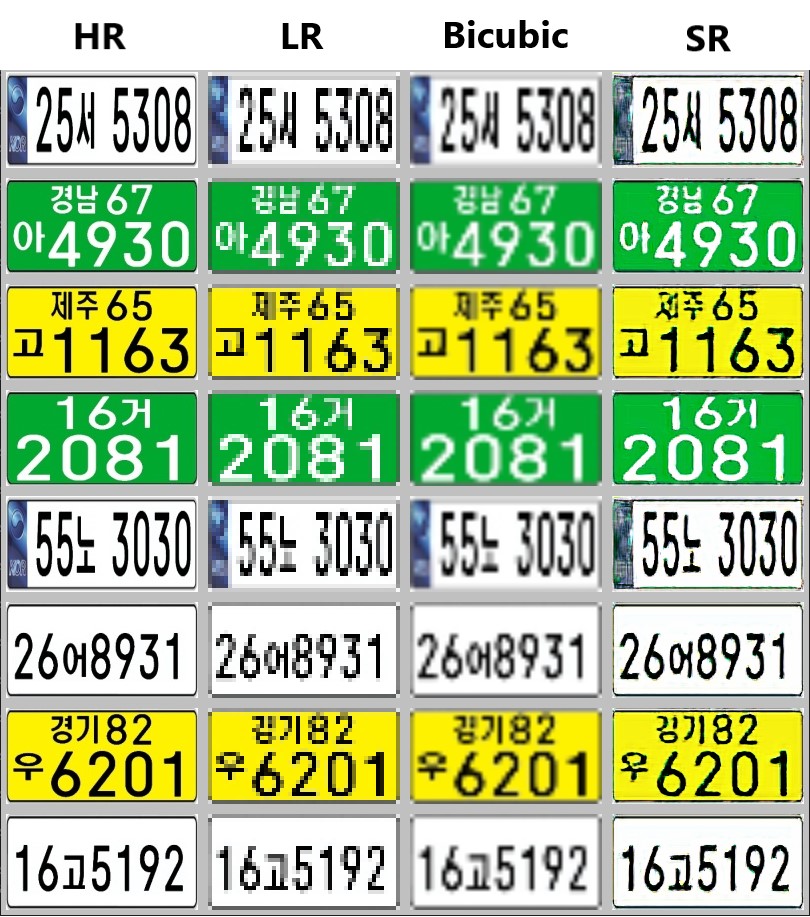 HR LR Bicubic SR
25서 5308 25서 5308 25서 5308 25서 5308
경남 67 경남 67 경남 67 경남 67
아4930 아4930 아4930 아4930
제주 65 제주 65 제주 65 제주 65
고1163 고1163 고1163 고1163
16거 16거 16거 16거
2081 2081 2081 2081
55노 3030 55노 3030 55노 3030 55노 3030
26어8931 26어8931 26어8931 26어8931
경기82 경기82 경기82 경기82
우6201 우6201 우6201 우6201
16고5192 16고5192 16고5192 16고5192